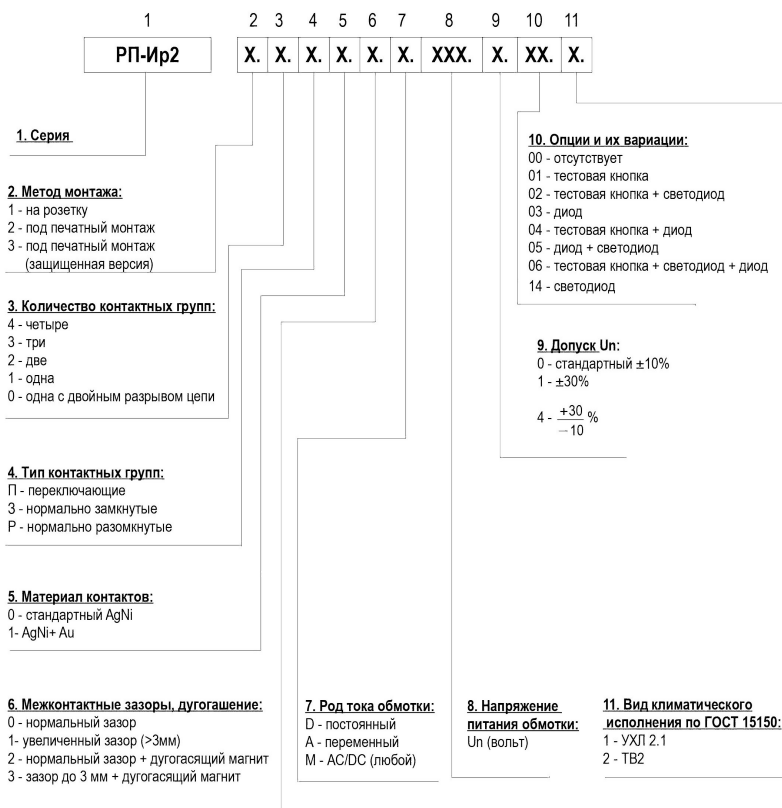 1 2 3 4 5 6 7 8 9 10 11
РП-Ир2 X. X. X. X. X. X. XXX. X. XX. X.
1. Серия
2. Метод монтажа:
1 - на розетку
2 - под печатный монтаж
3 - под печатный монтаж
(защищенная версия)
3. Количество контактных групп:
4 - четыре
3 - три
2 - две
1 - одна
0 - одна с двойным разрывом цепи
4. Тип контактных групп:
П - переключающие
З - нормально замкнутые
Р - нормально разомкнутые
5. Материал контактов:
0 - стандартный AgNi
1- AgNi+ Au
6. Межконтактные зазоры, дугогашение:
0 - нормальный зазор
1- увеличенный зазор (>3мм)
2 - нормальный зазор + дугогасящий магнит
3 - зазор до 3 мм + дугогасящий магнит
7. Род тока обмотки:
D - постоянный
A - переменный
M - AC/DC (любой)
8. Напряжение
питания обмотки:
Un (вольт)
9. Допуск Un:
0 - стандартный ±10%
1 - ±30%
4 - +30 %
−10
10. Опции и их вариации:
00 - отсутствует
01 - тестовая кнопка
02 - тестовая кнопка + светодиод
03 - диод
04 - тестовая кнопка + диод
05 - диод + светодиод
06 - тестовая кнопка + светодиод + диод
14 - светодиод
11. Вид климатического
исполнения по ГОСТ 15150:
1 - УХЛ 2.1
2 - ТВ2